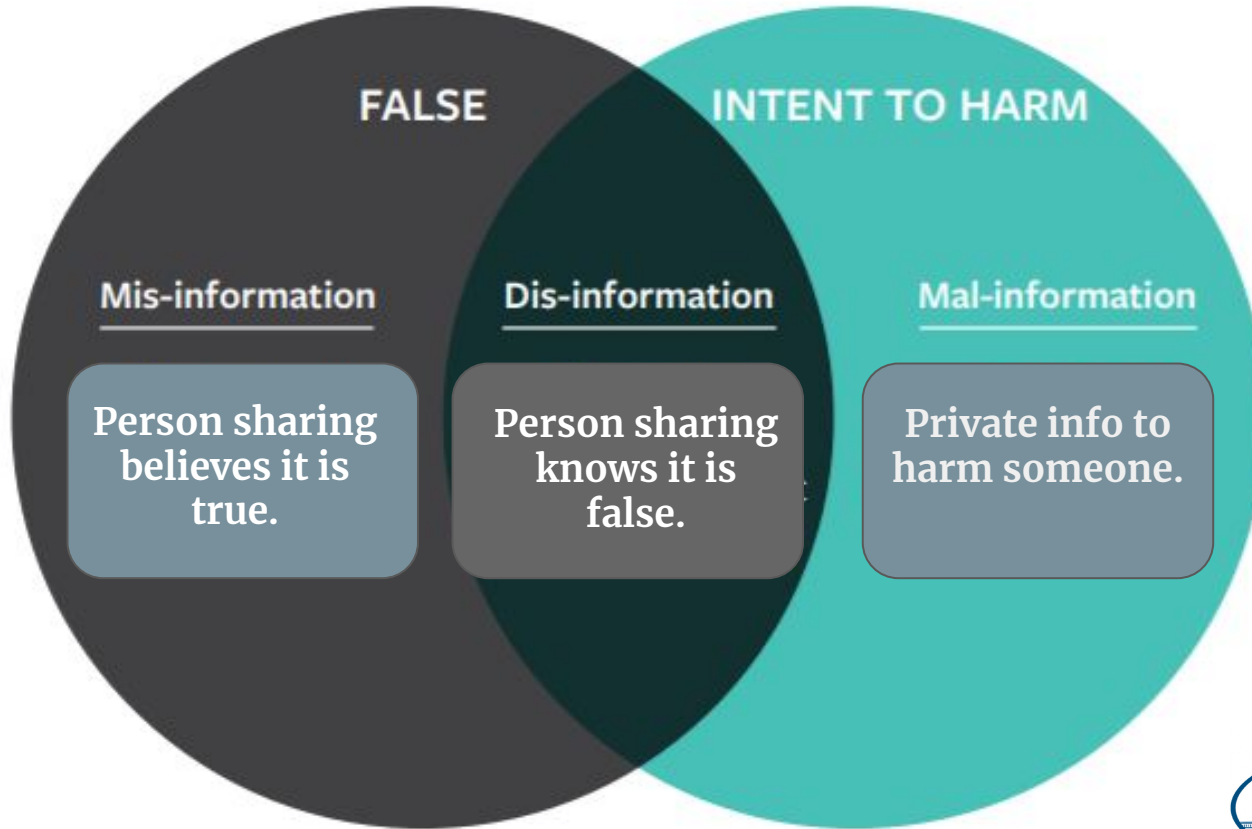 FALSE
INTENT TO HARM
Mis-information
Dis-information
Mal-information
Person sharing
believes it is
true.
Person sharing
knows it is
false.
Private info to
harm someone.